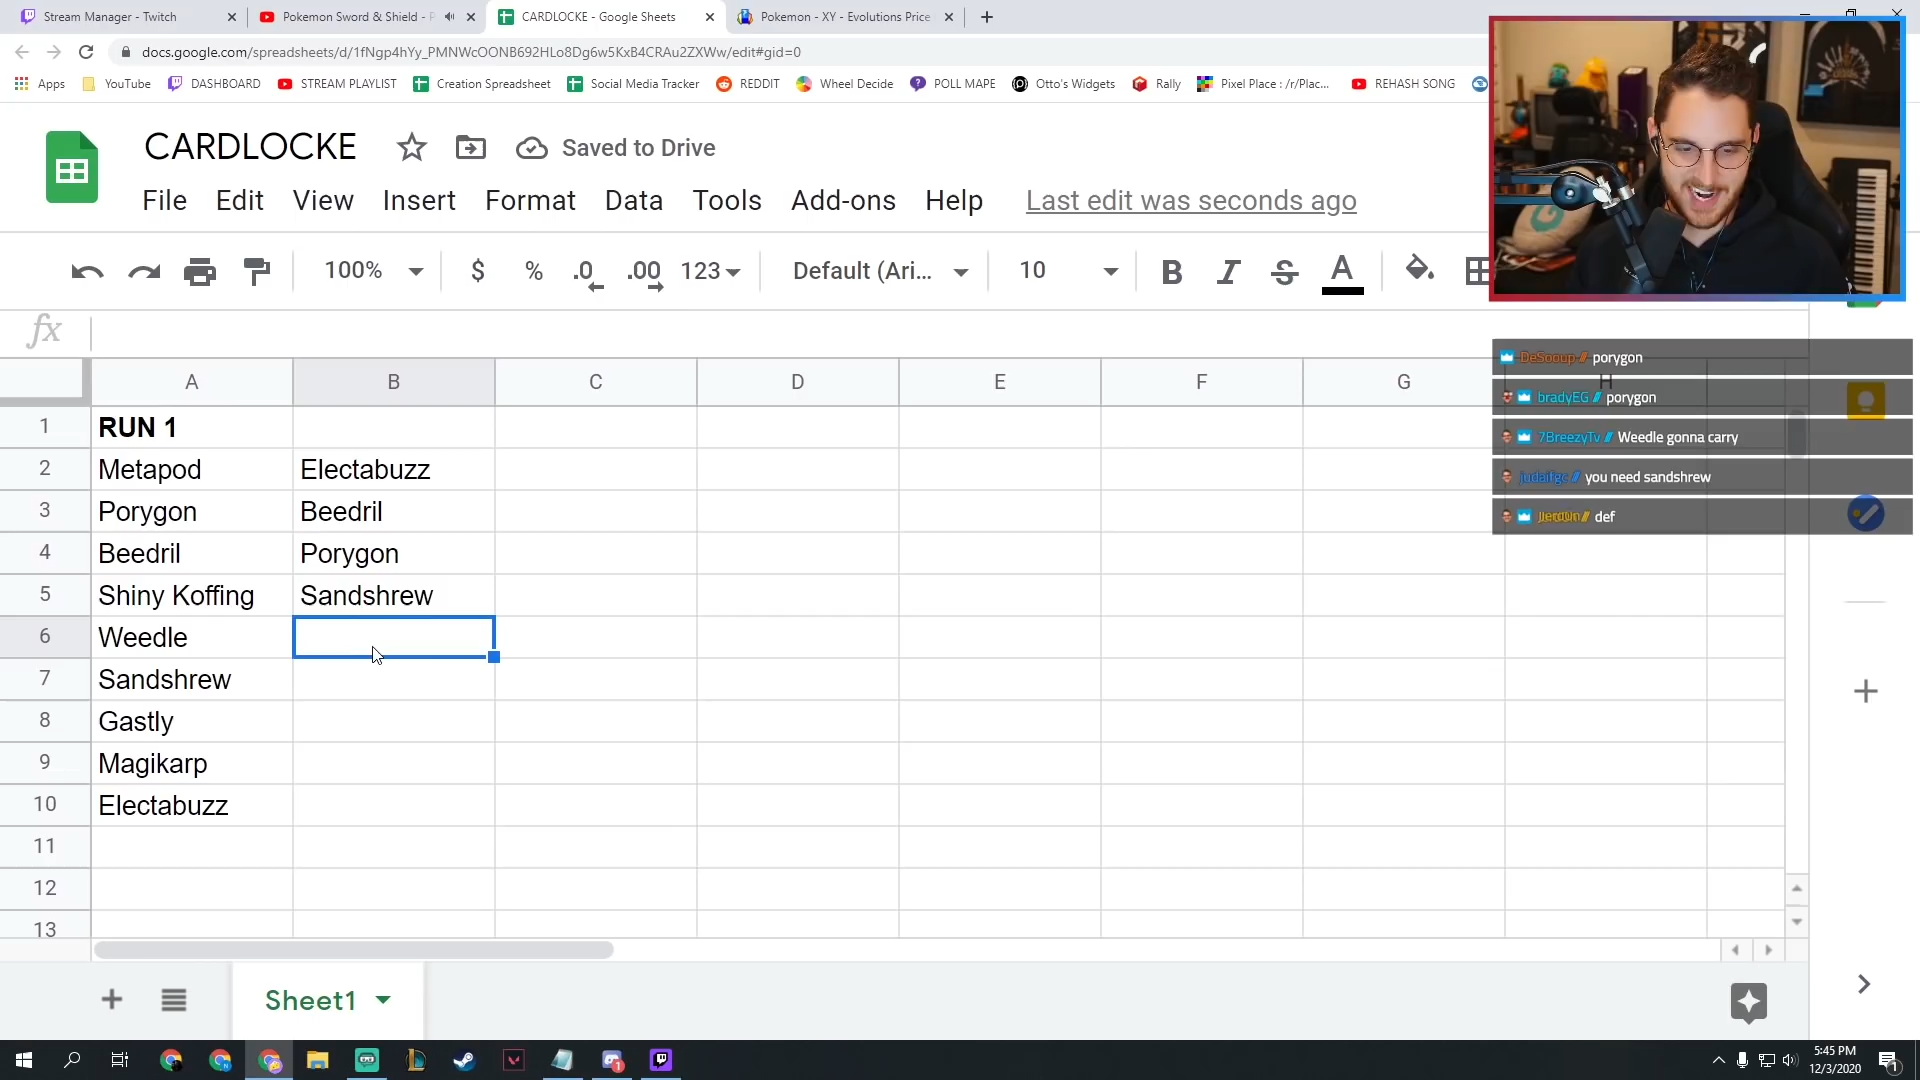 Stream Manager - Twitch
Pokemon Sword & Shield - P
CARDLOCKE - Google Sheets
Pokemon - XY - Evolutions Price
docs.google.com/spreadsheets/d/1fNgp4hYy_PMNWcOONB692HLo8Dg6w5KxB4CRAu2ZXWw/edit#gid=0
Apps
YouTube
DASHBOARD
STREAM PLAYLIST
Creation Spreadsheet
Social Media Tracker
REDDIT
Wheel Decide
POLL MAPE
Otto's Widgets
Rally
Pixel Place : /r/Plac...
REHASH SONG
CARDLOCKE
Saved to Drive
File Edit View Insert Format Data Tools Add-ons Help Last edit was seconds ago
100% $ % .0 .00 123 Default (Ari... 10 B I S A
fx
A B C D E F G H
1 RUN 1
2 Metapod Electabuzz
3 Porygon Beedril
4 Beedril Porygon
5 Shiny Koffing Sandshrew
6 Weedle
7 Sandshrew
8 Gastly
9 Magikarp
10 Electabuzz
11
12
13
DeSooup // porygon
bradyEG // porygon
7BreezyTv // Weedle gonna carry
judaifgc // you need sandshrew
// def
Sheet1
5:45 PM
12/3/2020